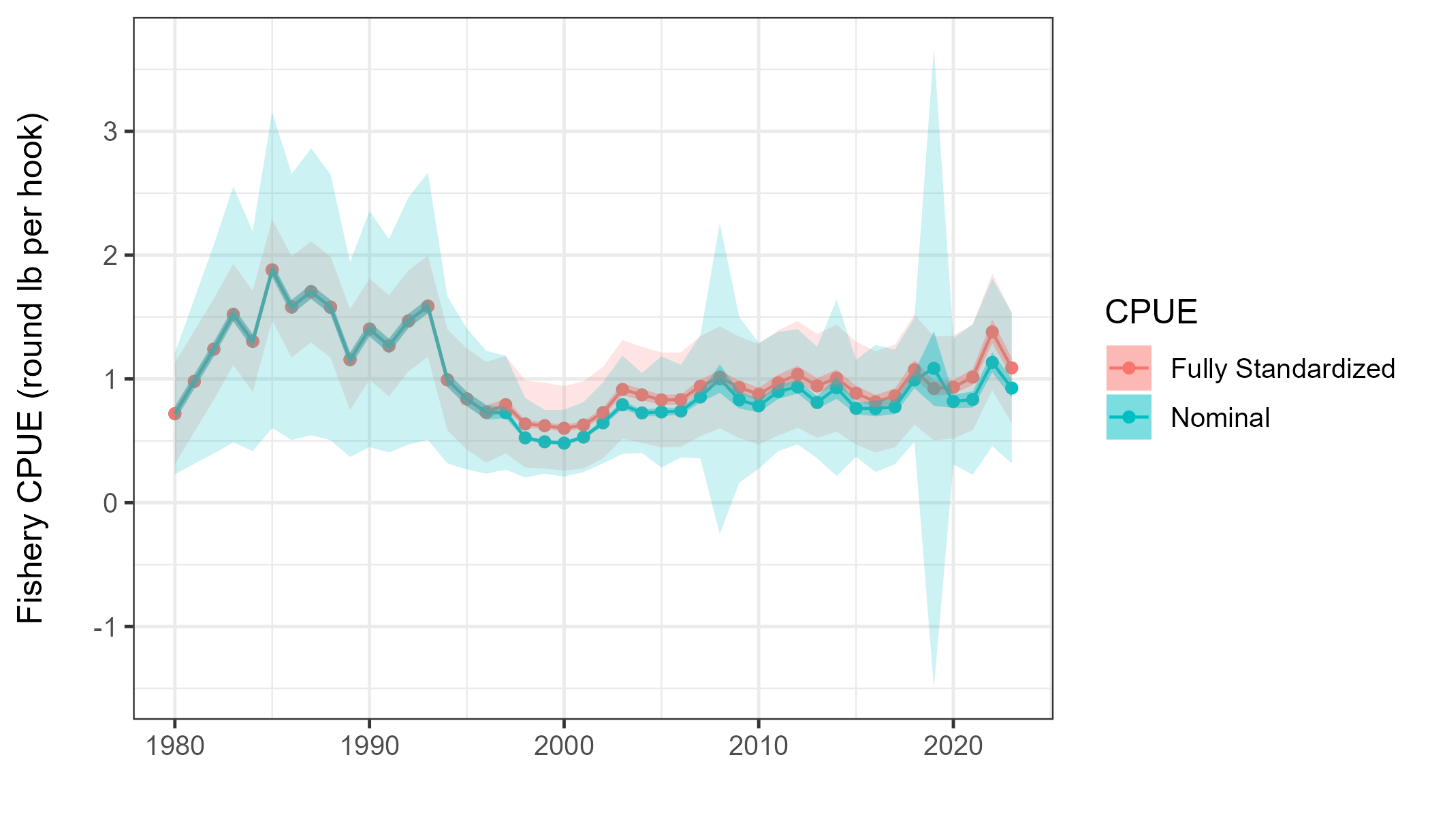 Fishery CPUE (round lb per hook)
3
2
1
0
-1
1980 1990 2000 2010 2020
CPUE
Fully Standardized
Nominal